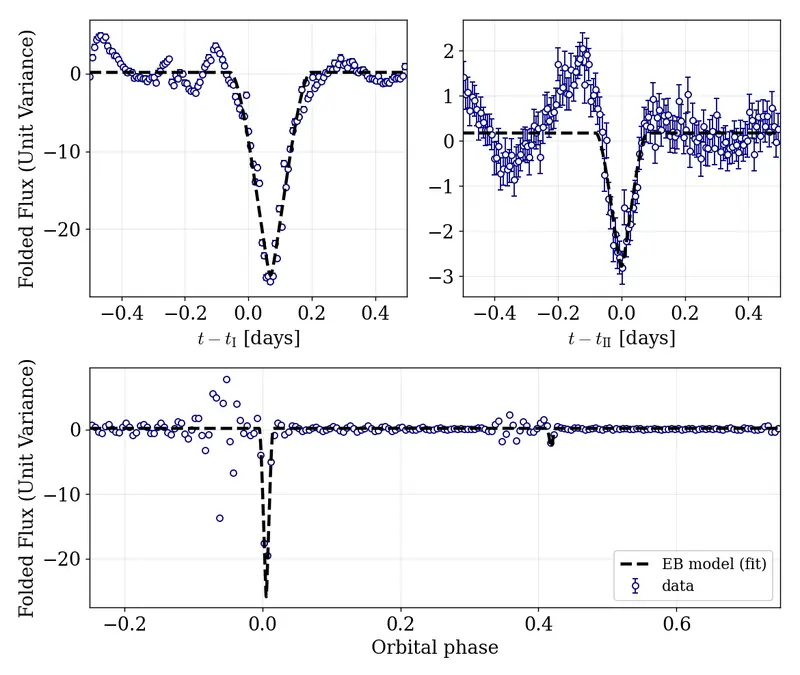 Folded Flux (Unit Variance)
0
−10
−20
−0.4 −0.2 0.0 0.2 0.4
t − tI [days]
2
1
0
−1
−2
−3
−0.4 −0.2 0.0 0.2 0.4
t − tII [days]
Folded Flux (Unit Variance)
0
−10
−20
−0.2 0.0 0.2 0.4 0.6
Orbital phase
EB model (fit)
data